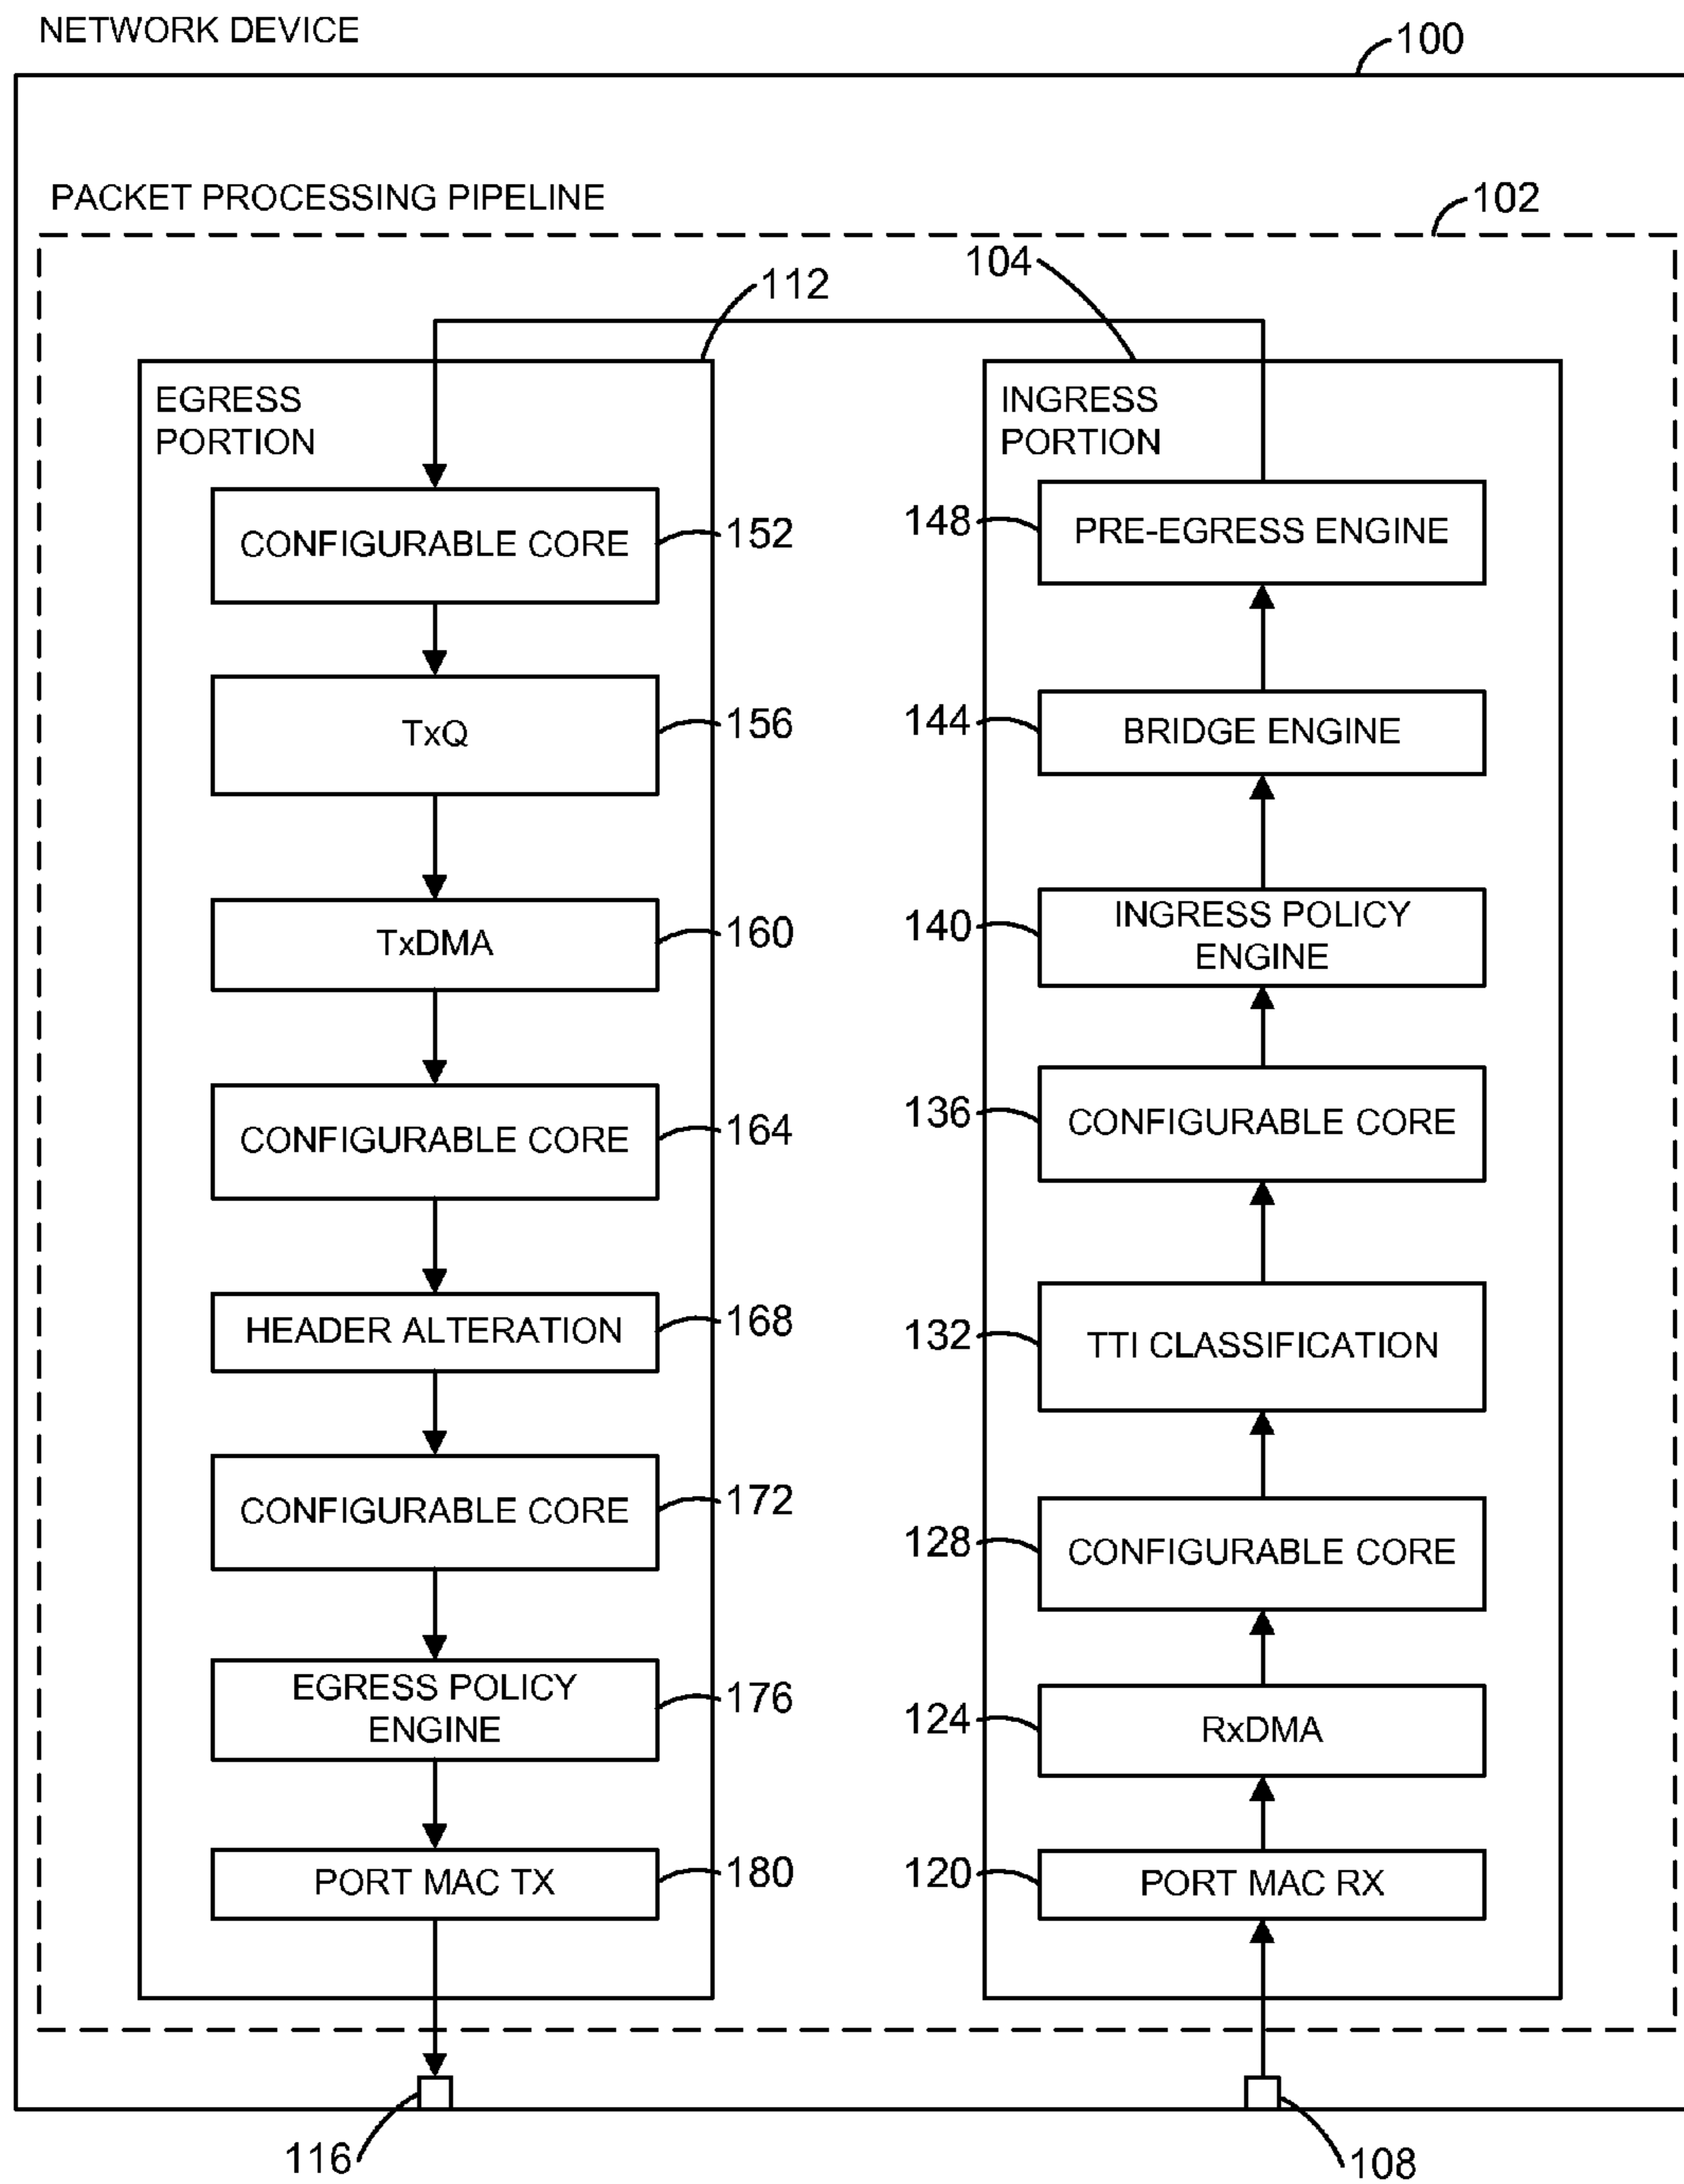 NETWORK DEVICE
100
PACKET PROCESSING PIPELINE
102
104
112
EGRESS
PORTION
CONFIGURABLE CORE
152
TxQ
156
TxDMA
160
CONFIGURABLE CORE
164
HEADER ALTERATION
168
CONFIGURABLE CORE
172
EGRESS POLICY
ENGINE
176
PORT MAC TX
180
116
INGRESS
PORTION
148
PRE-EGRESS ENGINE
144
BRIDGE ENGINE
140
INGRESS POLICY
ENGINE
136
CONFIGURABLE CORE
132
TTI CLASSIFICATION
128
CONFIGURABLE CORE
124
RxDMA
120
PORT MAC RX
108